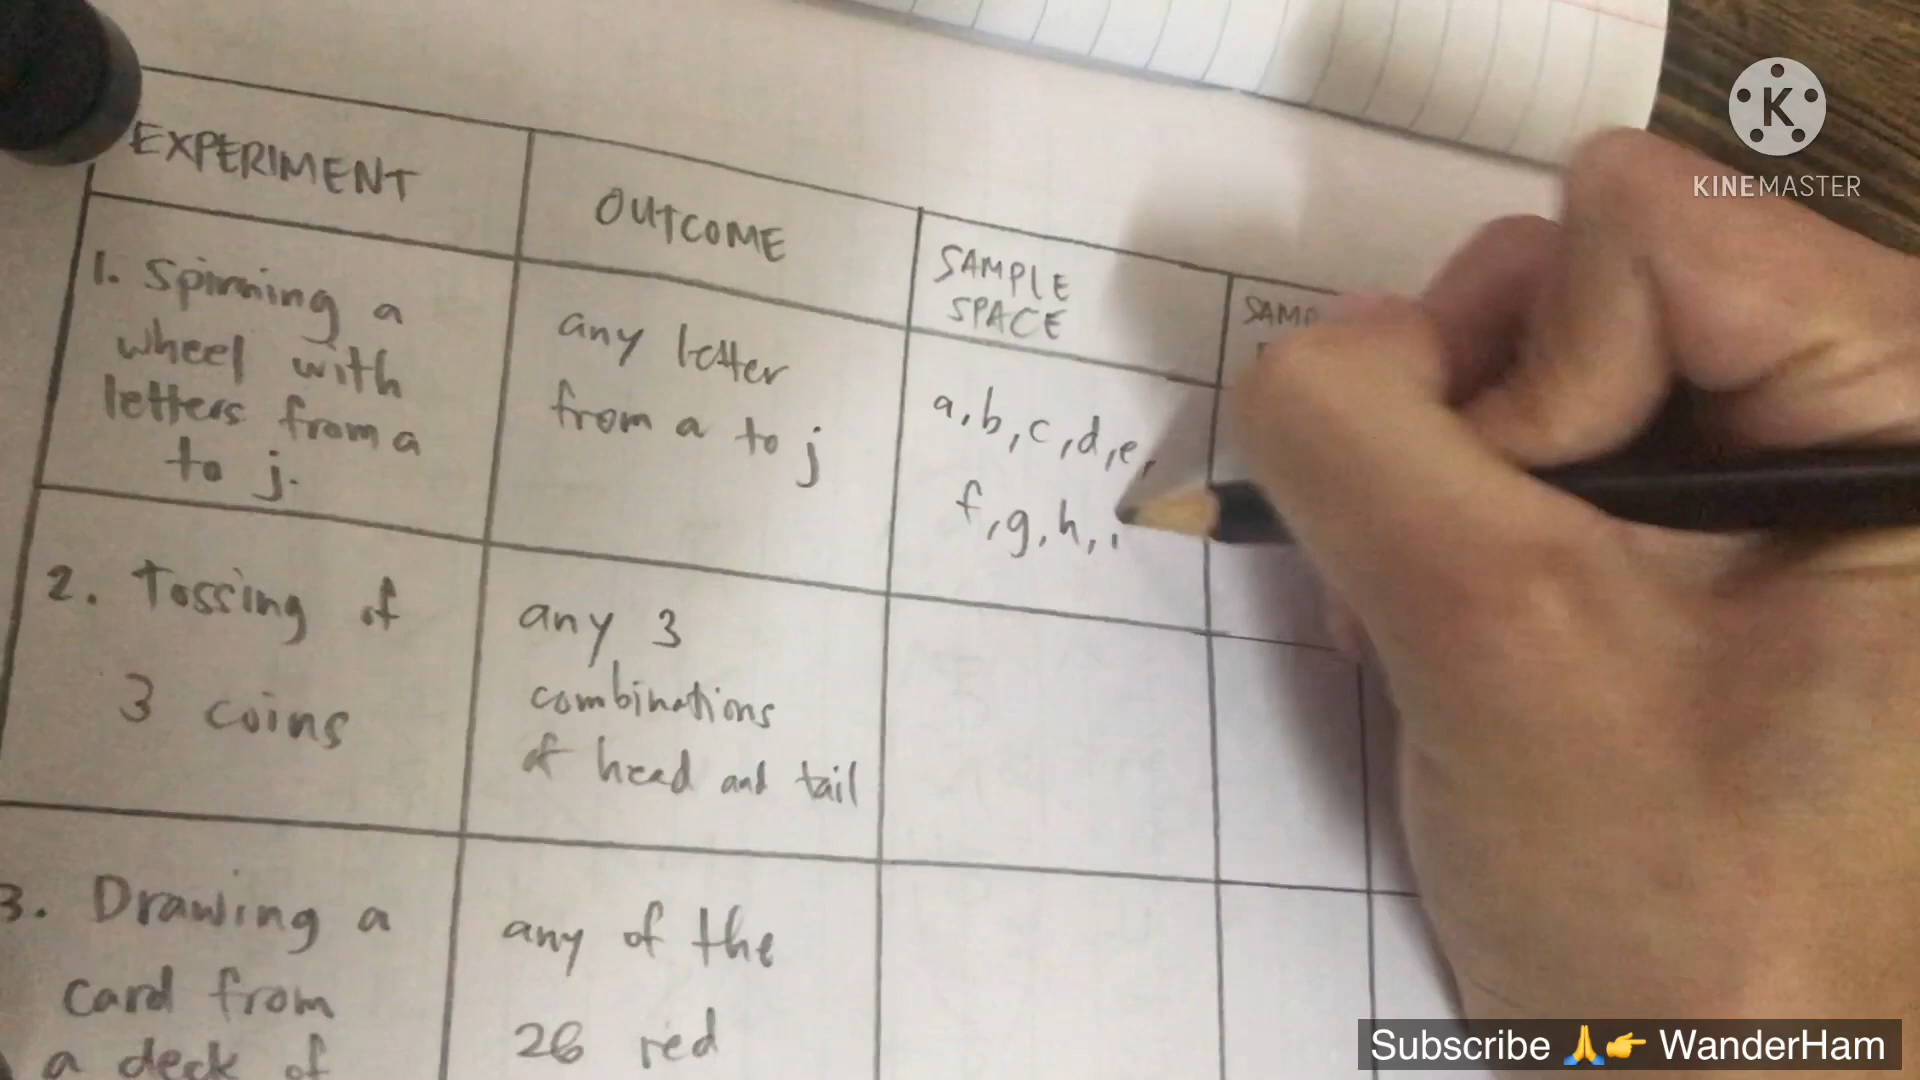 EXPERIMENT
OUTCOME
SAMPLE
SPACE
1. Spinning a
wheel with
letters from a
to j.
any letter
from a to j
a, b, c, d, e,
f, g, h, i
2. Tossing of
3 coins
any 3
combinations
of head and tail
3. Drawing a
card from
a deck of
any of the
26 red
K
KINEMASTER
Subscribe 🙏👉 WanderHam